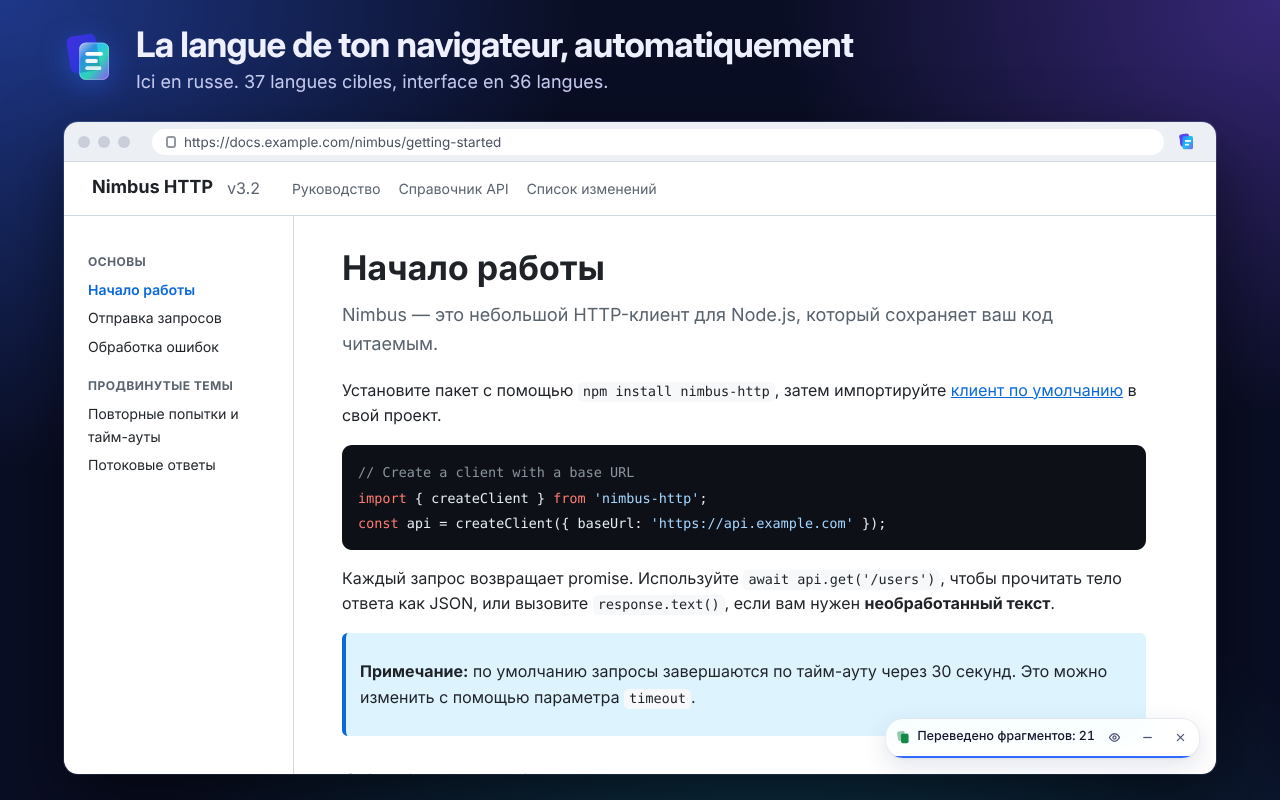 La langue de ton navigateur, automatiquement
Ici en russe. 37 langues cibles, interface en 36 langues.
https://docs.example.com/nimbus/getting-started
Nimbus HTTP v3.2 Руководство Справочник API Список изменений
ОСНОВЫ
Начало работы
Отправка запросов
Обработка ошибок
ПРОДВИНУТЫЕ ТЕМЫ
Повторные попытки и
тайм-ауты
Потоковые ответы
Начало работы
Nimbus — это небольшой HTTP-клиент для Node.js, который сохраняет ваш код
читаемым.
Установите пакет с помощью npm install nimbus-http, затем импортируйте клиент по умолчанию в
свой проект.
// Create a client with a base URL
import { createClient } from 'nimbus-http';
const api = createClient({ baseUrl: 'https://api.example.com' });
Каждый запрос возвращает promise. Используйте await api.get('/users'), чтобы прочитать тело
ответа как JSON, или вызовите response.text(), если вам нужен необработанный текст.
Примечание: по умолчанию запросы завершаются по тайм-ауту через 30 секунд. Это можно
изменить с помощью параметра timeout.
Переведено фрагментов: 21